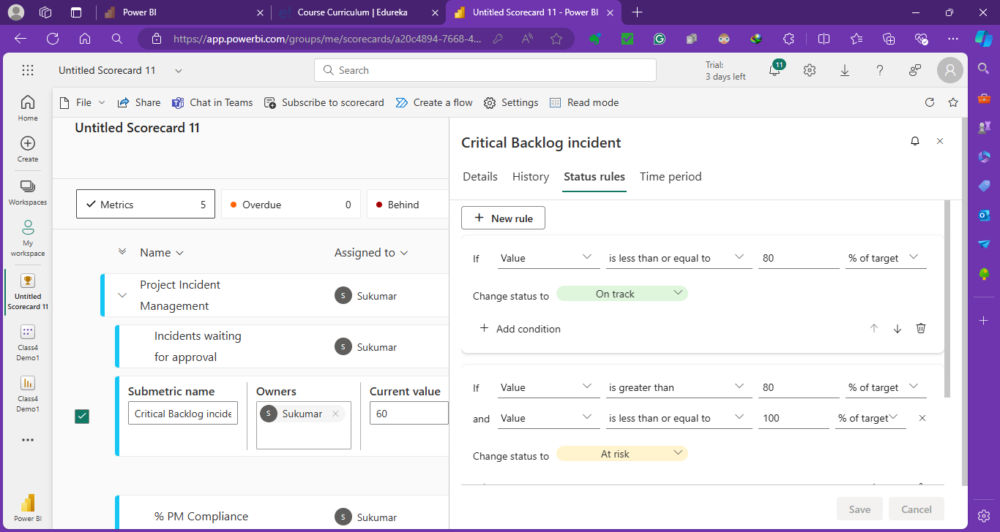 Power BI
Course Curriculum | Edureka
Untitled Scorecard 11 - Power BI
https://app.powerbi.com/groups/me/scorecards/a20c4894-7668-4...
Untitled Scorecard 11
Search
Trial:
3 days left
11
File
Share
Chat in Teams
Subscribe to scorecard
Create a flow
Settings
Read mode
Home
Create
Workspaces
My
workspace
Untitled
Scorecard 11
Class4
Demo1
Class4
Demo1
Power BI
Untitled Scorecard 11
Metrics 5
Overdue 0
Behind
Name
Assigned to
Project Incident
Management
S Sukumar
Incidents waiting
for approval
S Sukumar
Submetric name
Owners
Current value
Critical Backlog incide
S Sukumar
60
% PM Compliance
S Sukumar
Critical Backlog incident
Details
History
Status rules
Time period
New rule
If Value is less than or equal to 80 % of target
Change status to On track
Add condition
If Value is greater than 80 % of target
and Value is less than or equal to 100 % of target
Change status to At risk
Save
Cancel